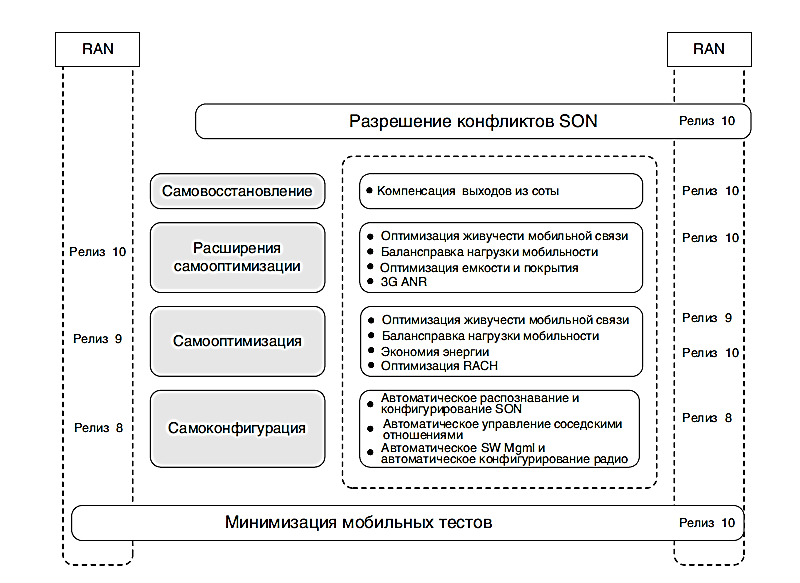 RAN
RAN
Разрешение конфликтов SON
Релиз 10
Самовосстановление
• Компенсация выходов из соты
Релиз 10
Релиз 10
Расширения
самооптимизации
• Оптимизация живучести мобильной связи
• Балансправка нагрузки мобильности
• Оптимизация емкости и покрытия
• 3G ANR
Релиз 10
Релиз 9
Самооптимизация
• Оптимизация живучести мобильной связи
• Балансправка нагрузки мобильности
• Экономия энергии
• Оптимизация RACH
Релиз 9
Релиз 10
Релиз 8
Самоконфигурация
• Автоматическое распознавание и
конфигурирование SON
• Автоматическое управление соседскими
отношениями
• Автоматическое SW Mgml и
автоматическое конфигурирование радио
Релиз 8
Минимизация мобильных тестов
Релиз 10